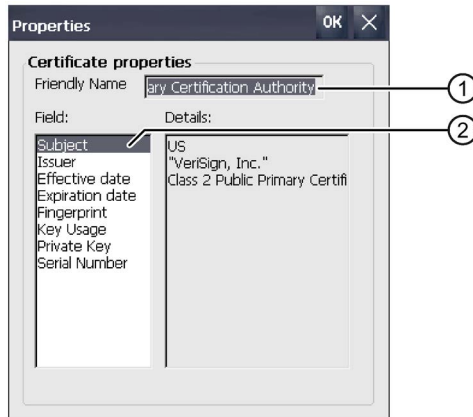 Properties OK
Certificate properties
Friendly Name ary Certification Authority
1
Field: Details:
2
Subject
Issuer
Effective date
Expiration date
Fingerprint
Key Usage
Private Key
Serial Number
US
"VeriSign, Inc."
Class 2 Public Primary Certifi